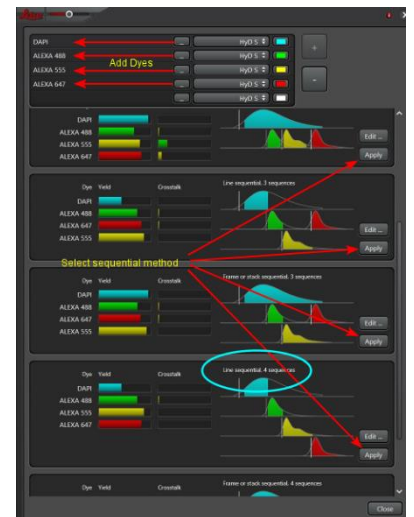 DAPI HyD S
ALEXA 488 Add Dyes HyD S
ALEXA 555 HyD S
ALEXA 647 HyD S
HyD S
+
-
DAPI
ALEXA 488
ALEXA 555
ALEXA 647
Edit ...
Apply
Dye Yield Crosstalk Line sequential, 3 sequences
DAPI
ALEXA 488
ALEXA 647
ALEXA 555
Edit ...
Apply
Select sequential method
Dye Yield Crosstalk Frame or stack sequential, 3 sequences
DAPI
ALEXA 488
ALEXA 647
ALEXA 555
Edit ...
Apply
Dye Yield Crosstalk Line sequential, 4 sequences
DAPI
ALEXA 488
ALEXA 555
ALEXA 647
Edit ...
Apply
Dye Yield Crosstalk Frame or stack sequential, 4 sequences
Close